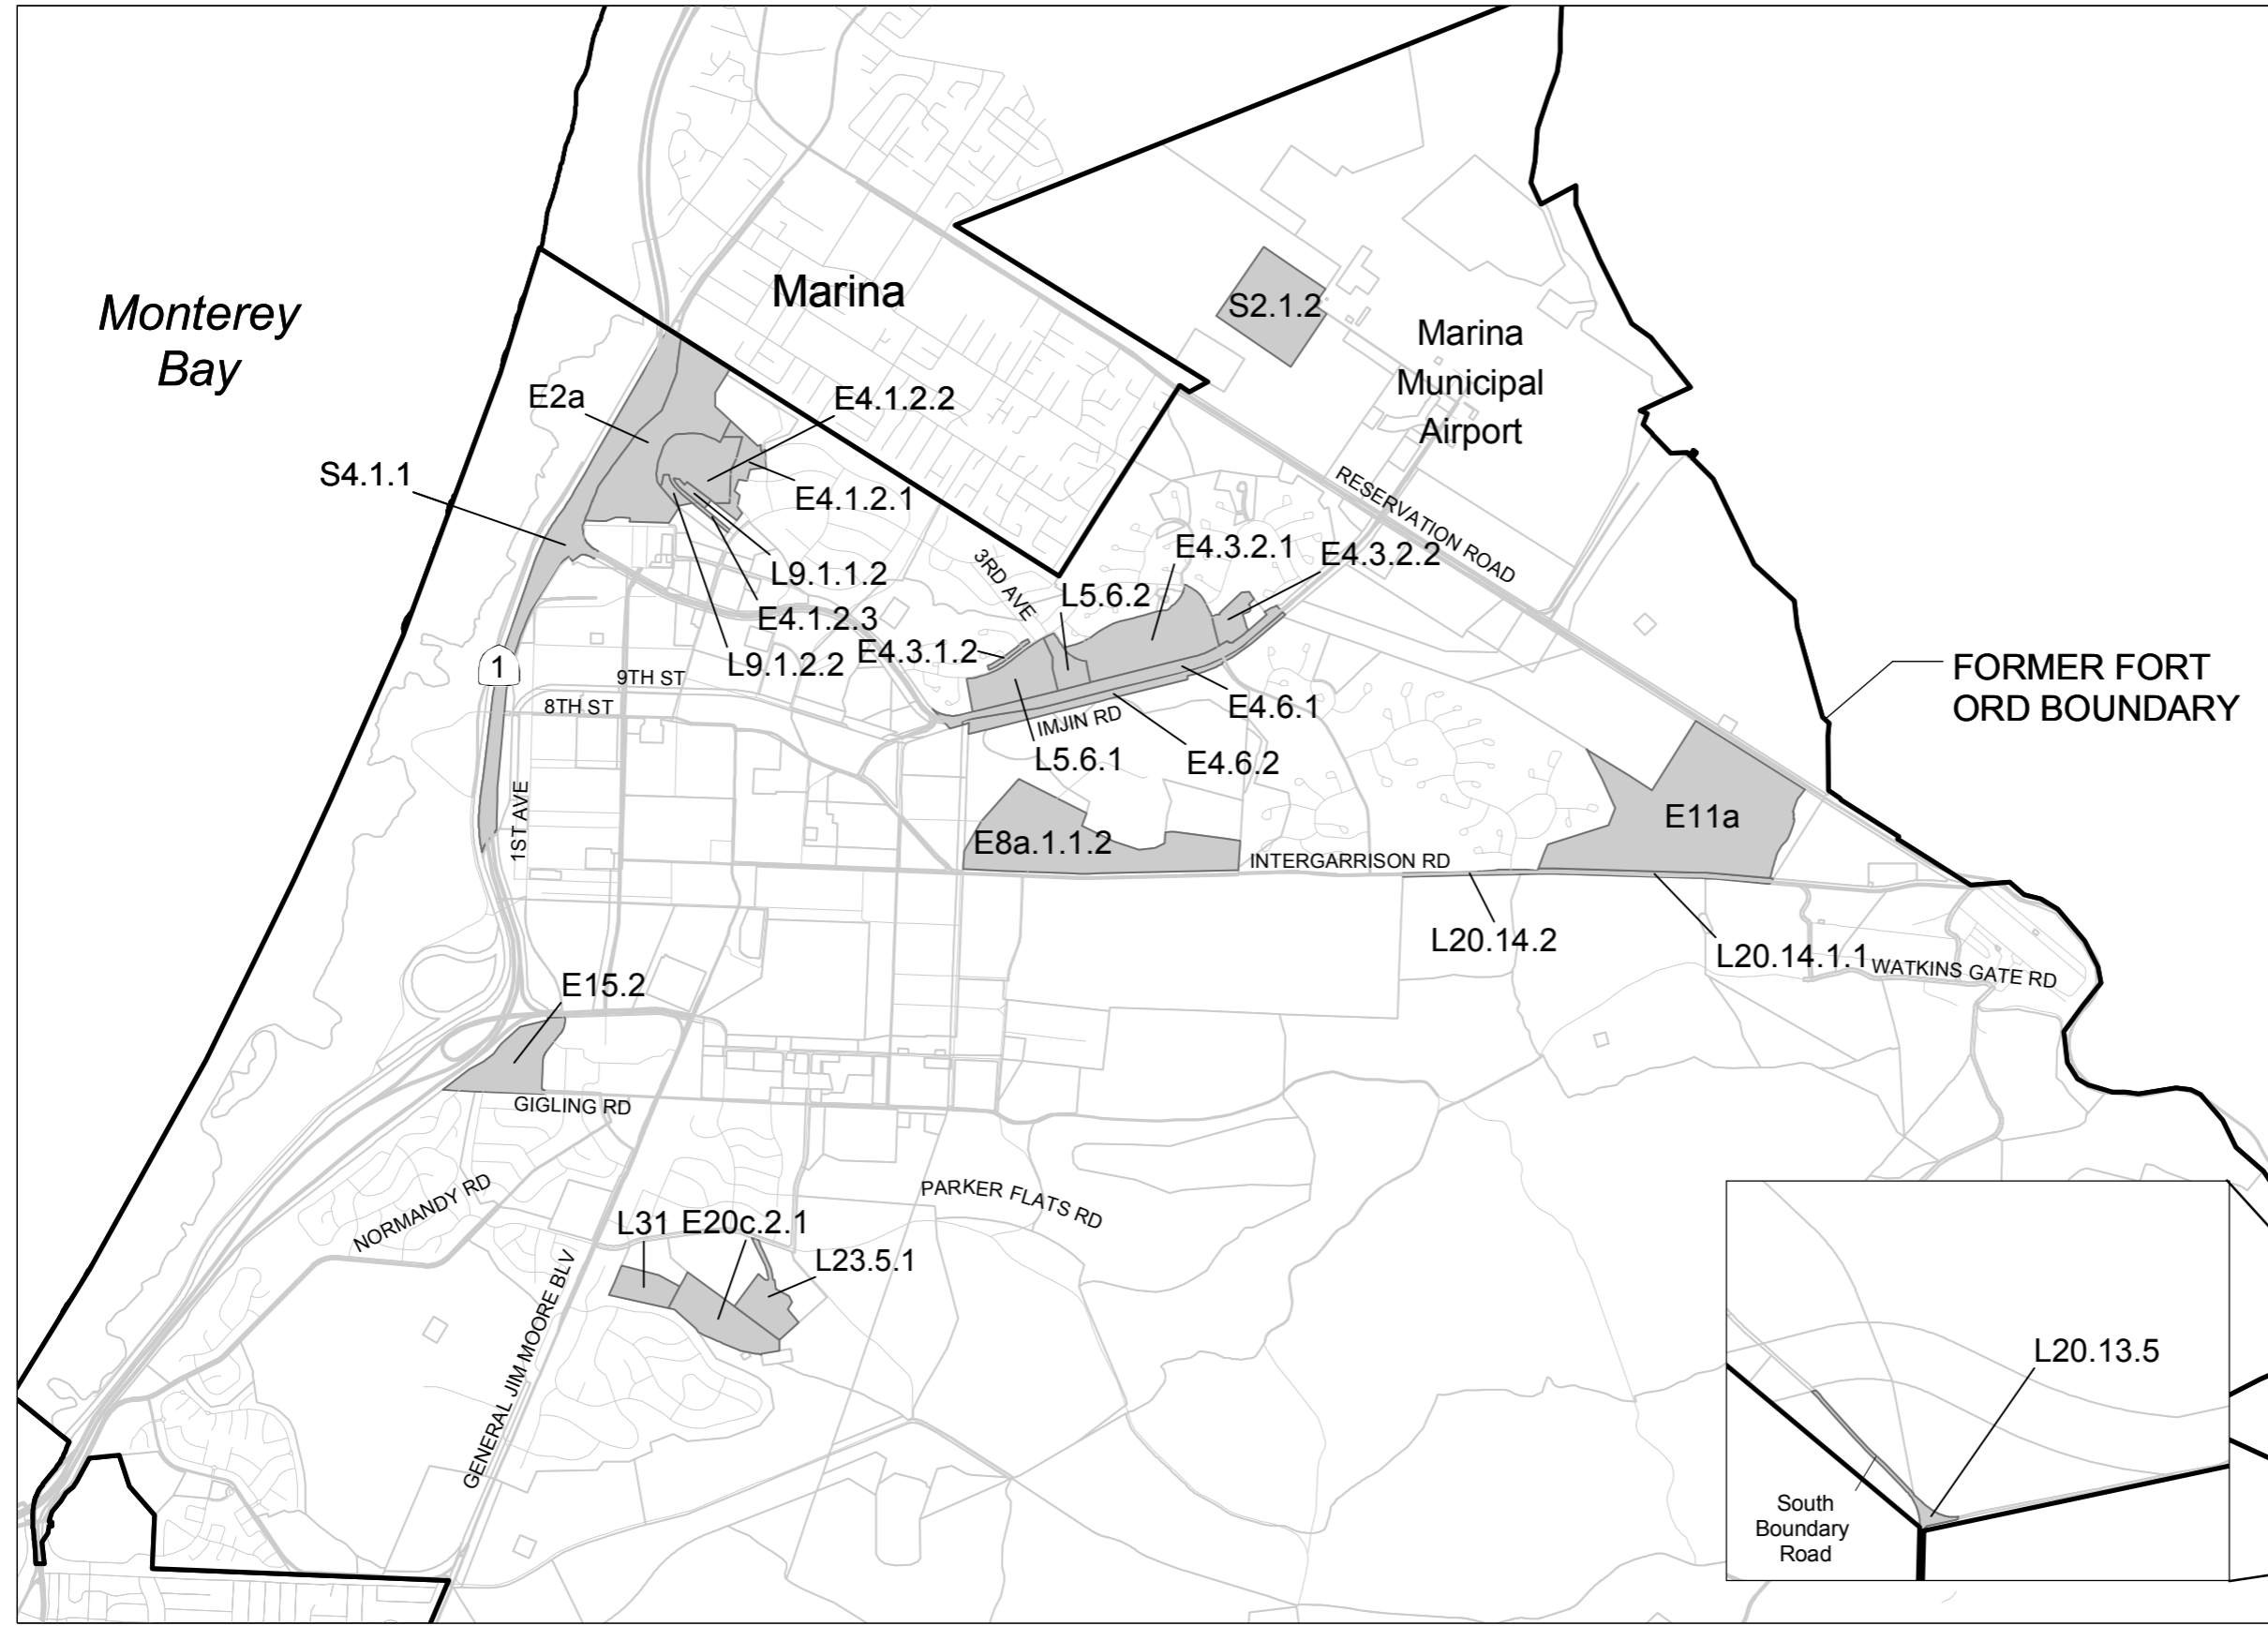 Monterey
Bay
Marina
S2.1.2
Marina
Municipal
Airport
E2a
E4.1.2.2
S4.1.1
E4.1.2.1
RESERVATION ROAD
L9.1.1.2
3RD AVE
E4.3.2.1
E4.3.2.2
L5.6.2
E4.1.2.3
E4.3.1.2
L9.1.2.2
1
9TH ST
8TH ST
FORMER FORT
ORD BOUNDARY
E4.6.1
IMJIN RD
L5.6.1
E4.6.2
1ST AVE
E8a.1.1.2
E11a
INTERGARRISON RD
L20.14.2
L20.14.1.1
WATKINS GATE RD
E15.2
GIGLING RD
NORMANDY RD
PARKER FLATS RD
L31
E20c.2.1
L23.5.1
GENERAL JIM MOORE BLV
L20.13.5
South
Boundary
Road